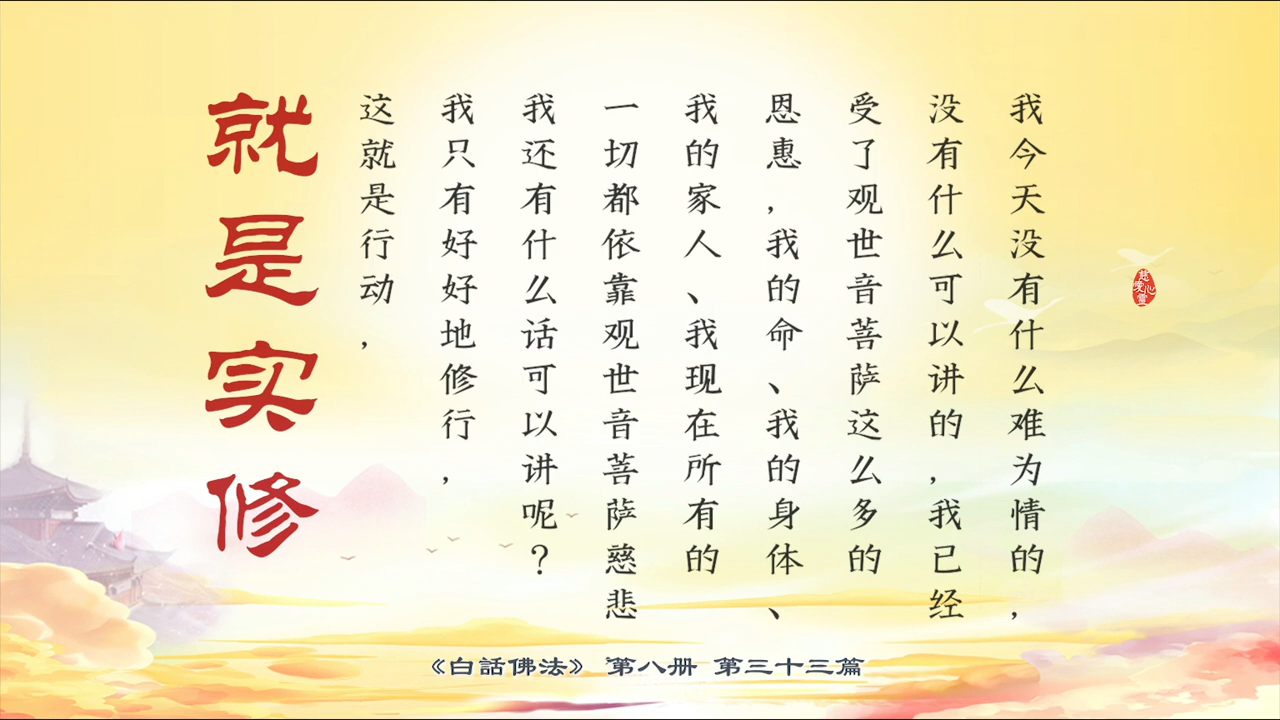 我今天没有什么难为情的，
没有什么可以讲的，我已经
受了观世音菩萨这么多的
恩惠，我的命、我的身体、
我的家人、我现在所有的
一切都依靠观世音菩萨慈悲
我还有什么话可以讲呢？
我只有好好地修行，
这就是行动，
就是实修
《白話佛法》 第八册 第三十三篇